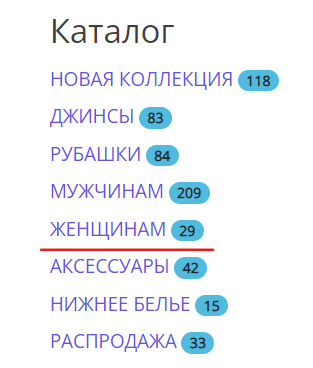 Каталог
НОВАЯ КОЛЛЕКЦИЯ 118
ДЖИНСЫ 83
РУБАШКИ 84
МУЖЧИНАМ 209
ЖЕНЩИНАМ 29
АКСЕССУАРЫ 42
НИЖНЕЕ БЕЛЬЕ 15
РАСПРОДАЖА 33